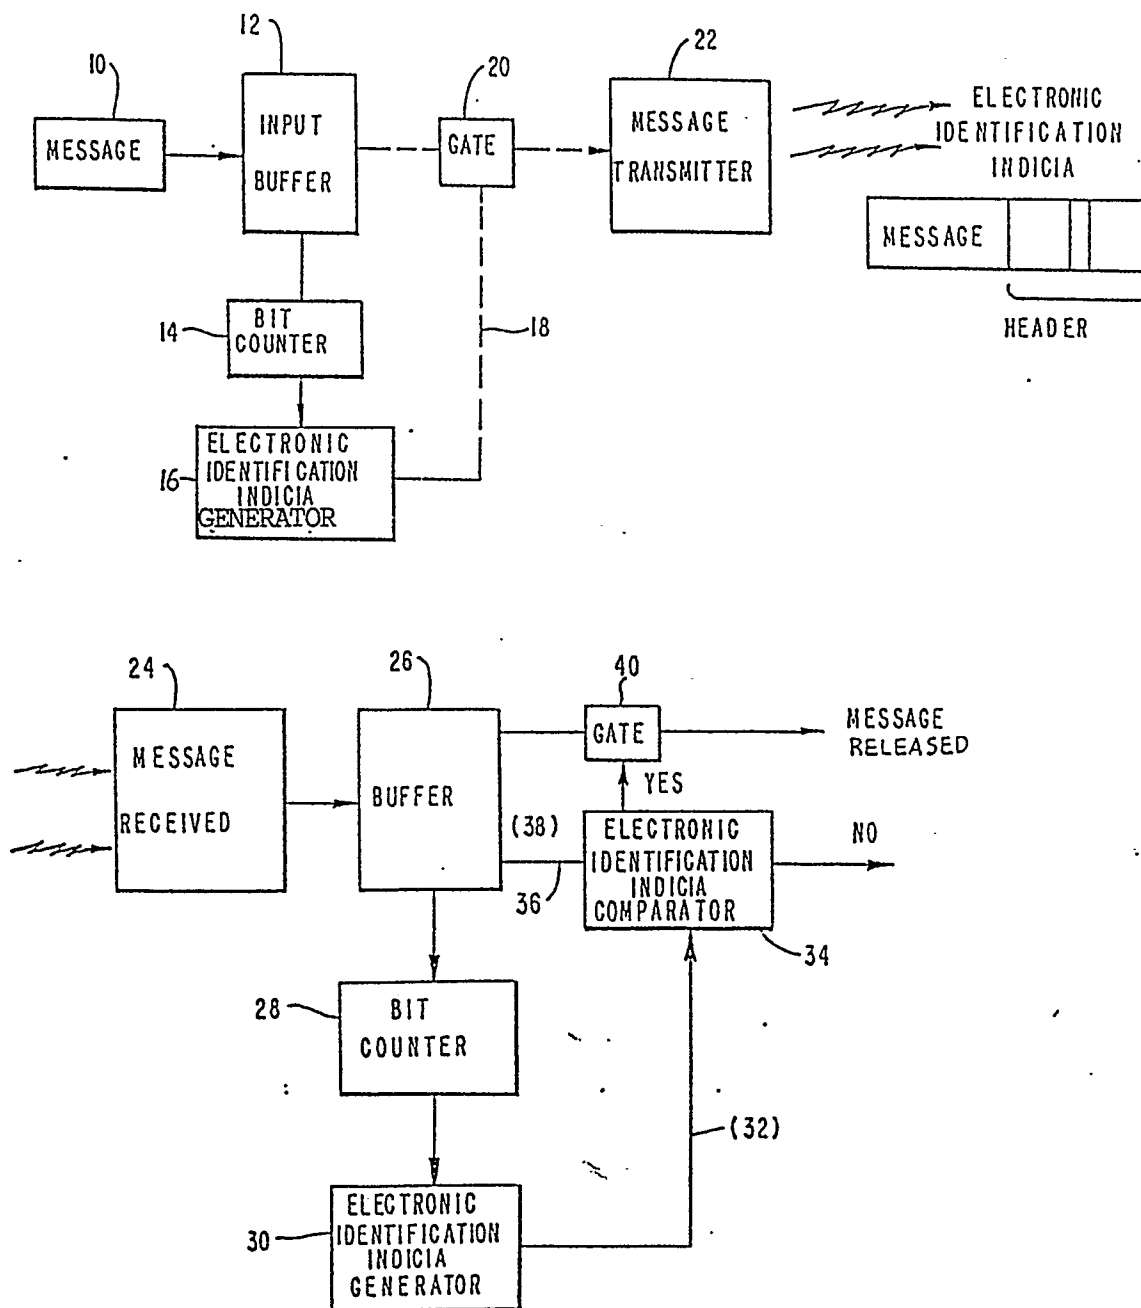 12
10
20
22
MESSAGE
INPUT
BUFFER
GATE
MESSAGE
TRANSMITTER
ELECTRONIC
IDENTIFICATION
INDICIA
MESSAGE
HEADER
14
BIT
COUNTER
18
16
ELECTRONIC
IDENTIFICATION
INDICIA
GENERATOR
24
26
40
MESSAGE
RECEIVED
BUFFER
GATE
MESSAGE
RELEASED
YES
(38)
36
ELECTRONIC
IDENTIFICATION
INDICIA
COMPARATOR
NO
34
28
BIT
COUNTER
(32)
30
ELECTRONIC
IDENTIFICATION
INDICIA
GENERATOR